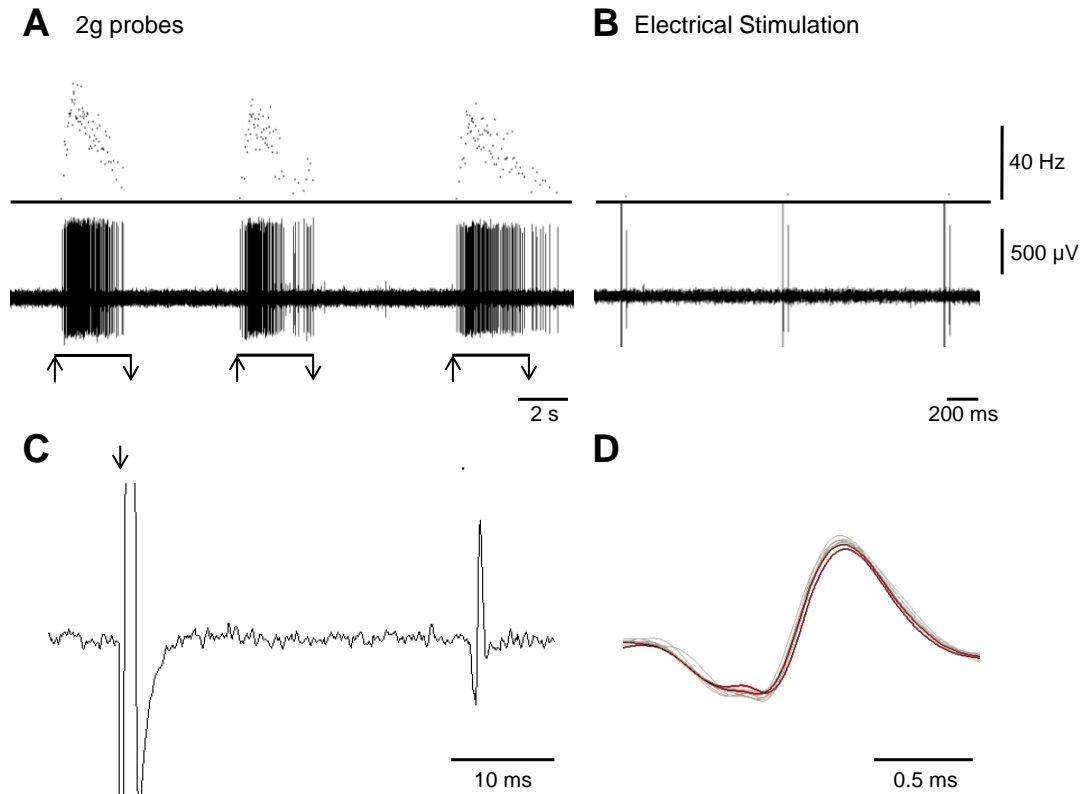 A 2g probes
B Electrical Stimulation
40 Hz
500 µV
2 s
200 ms
C
D
10 ms
0.5 ms